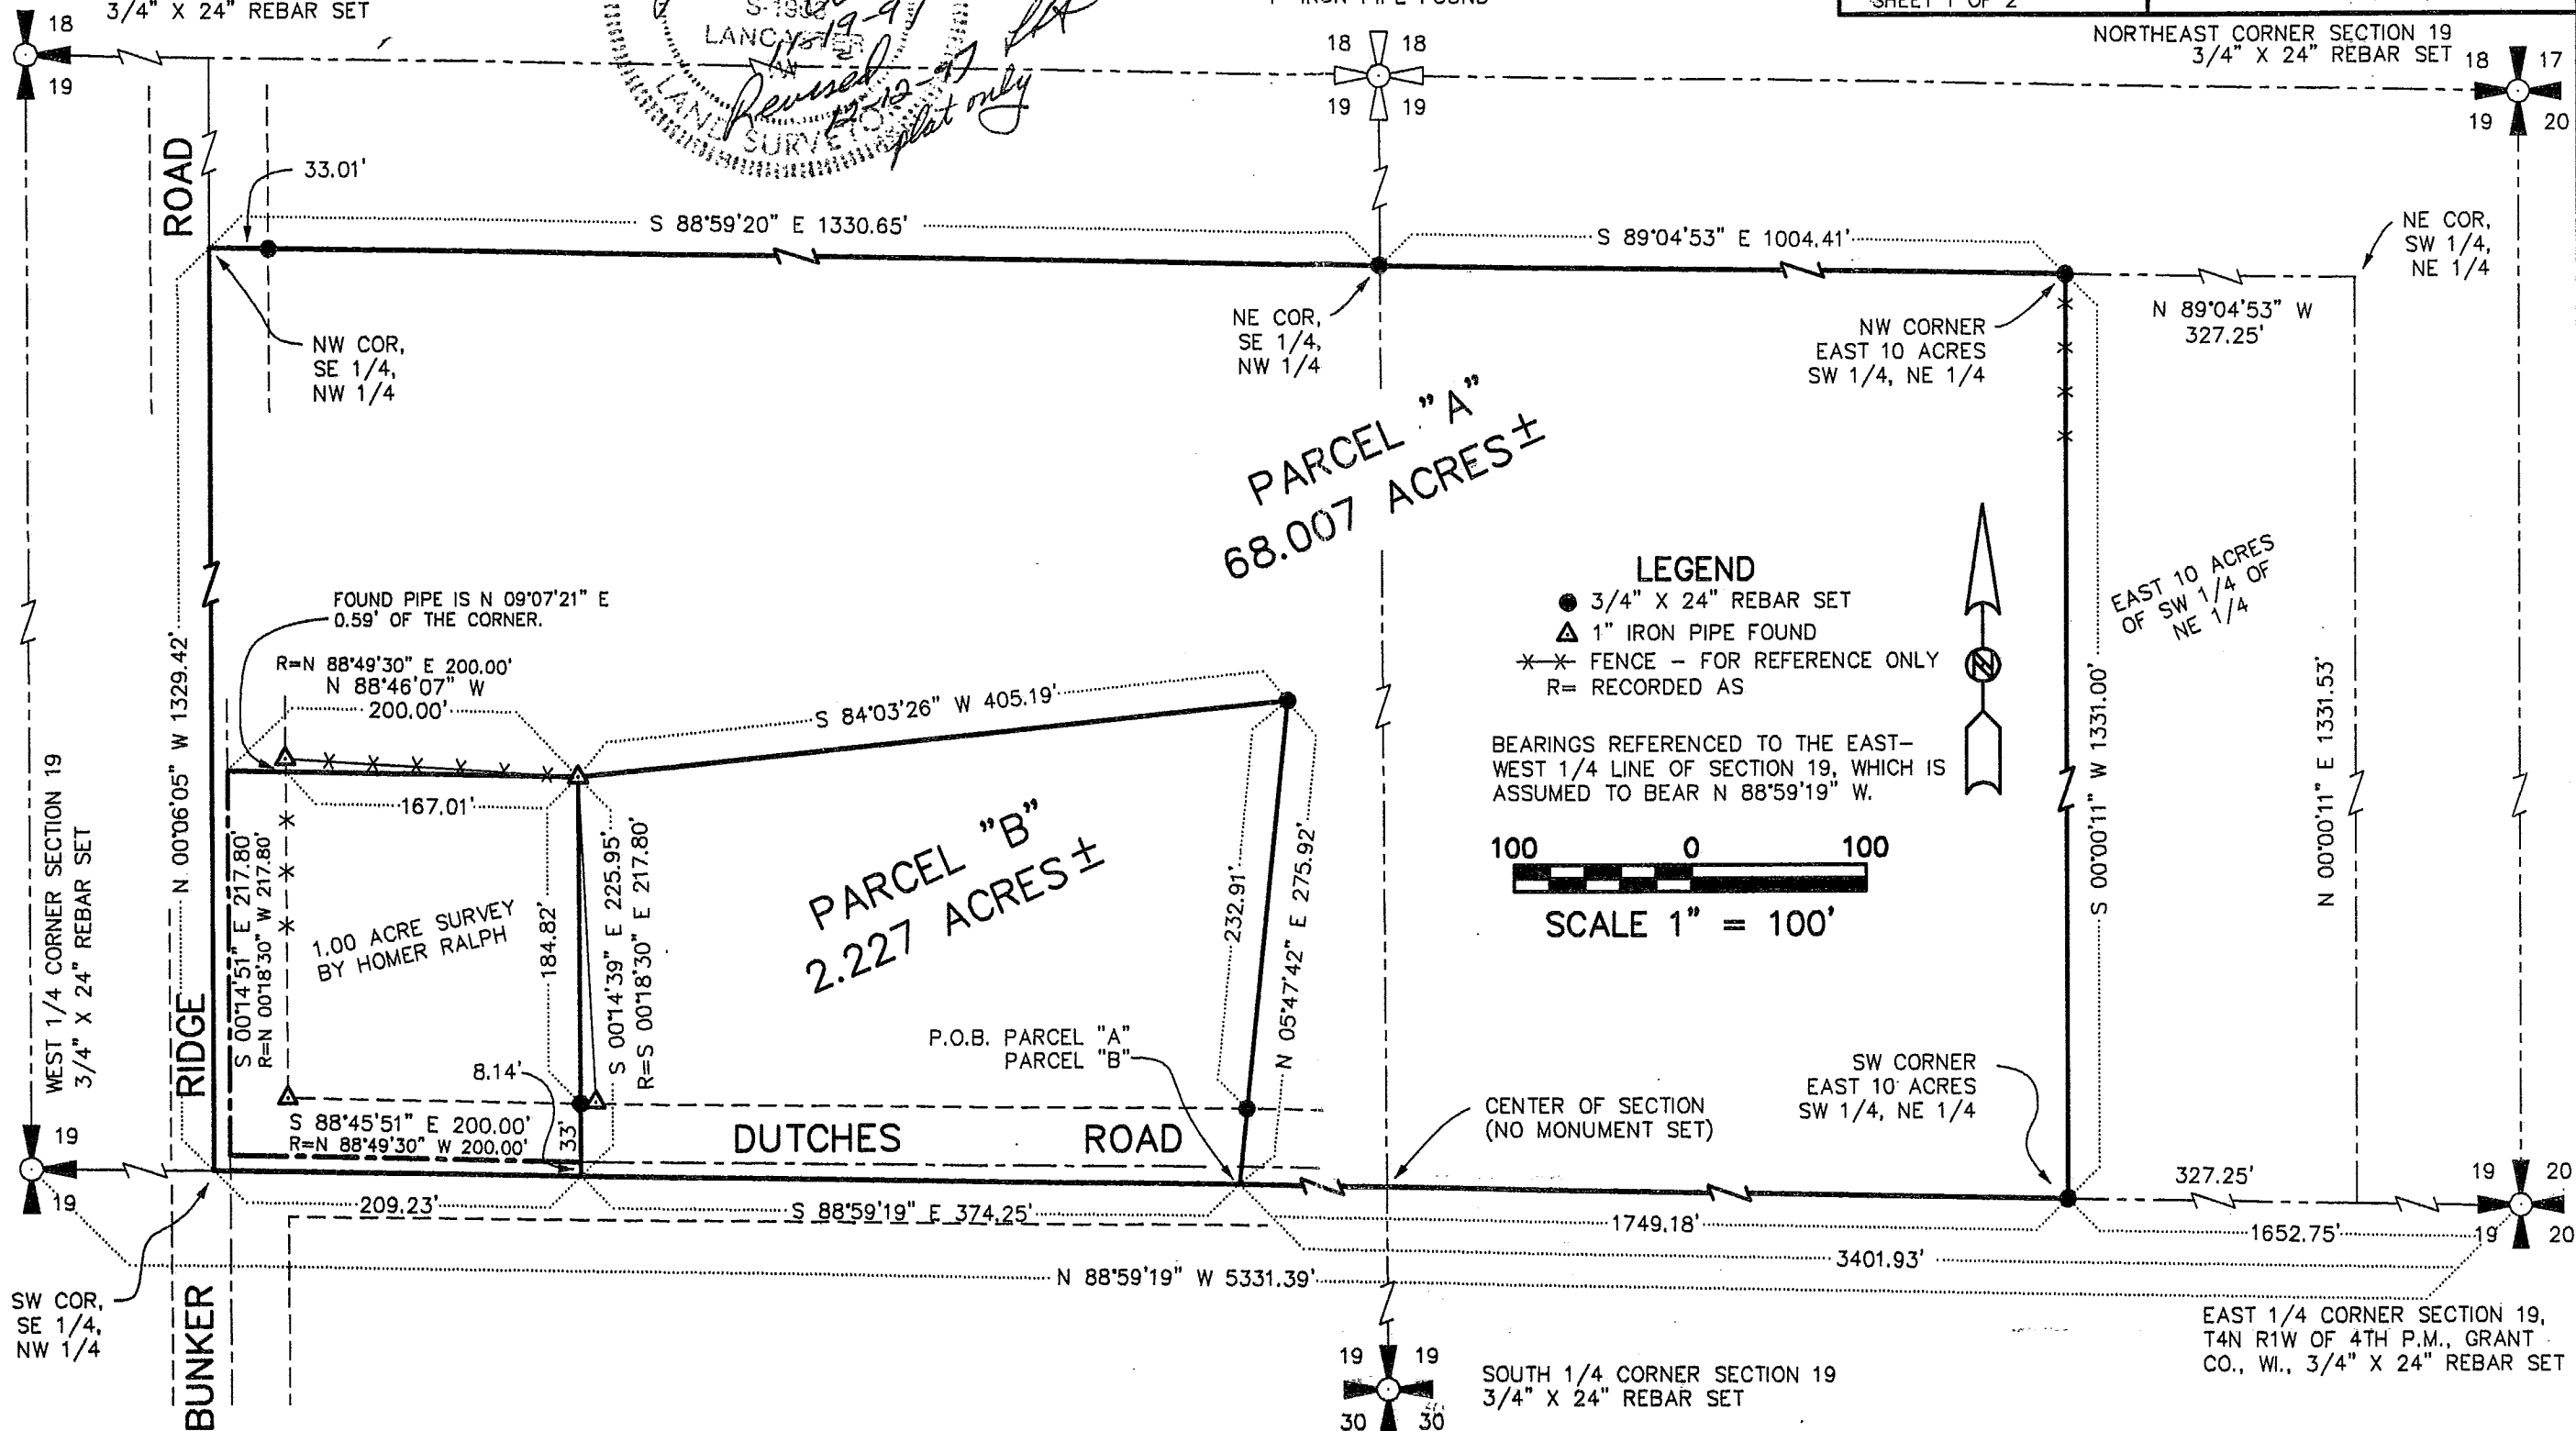 3/4" X 24" REBAR SET
SHEET 1 OF 2
NORTHEAST CORNER SECTION 19
3/4" X 24" REBAR SET
18
19
LANCASTER
11-19-97
Revised
12-12-97
plat only
LAND SURVEYOR
18 18
19 19
18 17
19 20
ROAD
33.01'
S 88°59'20" E 1330.65'
S 89°04'53" E 1004.41'
NE COR,
SW 1/4,
NE 1/4
NW COR,
SE 1/4,
NW 1/4
NE COR,
SE 1/4,
NW 1/4
NW CORNER
EAST 10 ACRES
SW 1/4, NE 1/4
N 89°04'53" W
327.25'
PARCEL "A"
68.007 ACRES±
LEGEND
3/4" X 24" REBAR SET
1" IRON PIPE FOUND
FENCE – FOR REFERENCE ONLY
R= RECORDED AS
BEARINGS REFERENCED TO THE EAST–
WEST 1/4 LINE OF SECTION 19, WHICH IS
ASSUMED TO BEAR N 88°59'19" W.
100 0 100
SCALE 1" = 100'
EAST 10 ACRES
OF SW 1/4 OF
NE 1/4
S 00°00'11" W 1331.00'
N 00°00'11" E 1331.53'
N 00°06'05" W 1329.42'
FOUND PIPE IS N 09°07'21" E
0.59' OF THE CORNER.
R=N 88°49'30" E 200.00'
N 88°46'07" W
200.00'
S 84°03'26" W 405.19'
167.01'
WEST 1/4 CORNER SECTION 19
3/4" X 24" REBAR SET
S 00°14'51" E 217.80'
R=N 00°18'30" W 217.80'
1.00 ACRE SURVEY
BY HOMER RALPH
184.82'
S 00°14'39" E 225.95'
R=S 00°18'30" E 217.80'
PARCEL "B"
2.227 ACRES±
232.91'
N 05°47'42" E 275.92'
P.O.B. PARCEL "A"
PARCEL "B"
8.14'
S 88°45'51" E 200.00'
R=N 88°49'30" W 200.00'
33'
DUTCHES ROAD
RIDGE
CENTER OF SECTION
(NO MONUMENT SET)
SW CORNER
EAST 10 ACRES
SW 1/4, NE 1/4
19
19
209.23'
S 88°59'19" E 374.25'
1749.18'
327.25'
1652.75'
19 20
19 20
3401.93'
N 88°59'19" W 5331.39'
SW COR,
SE 1/4,
NW 1/4
BUNKER
19 19
30 30
SOUTH 1/4 CORNER SECTION 19
3/4" X 24" REBAR SET
EAST 1/4 CORNER SECTION 19,
T4N R1W OF 4TH P.M., GRANT
CO., WI., 3/4" X 24" REBAR SET